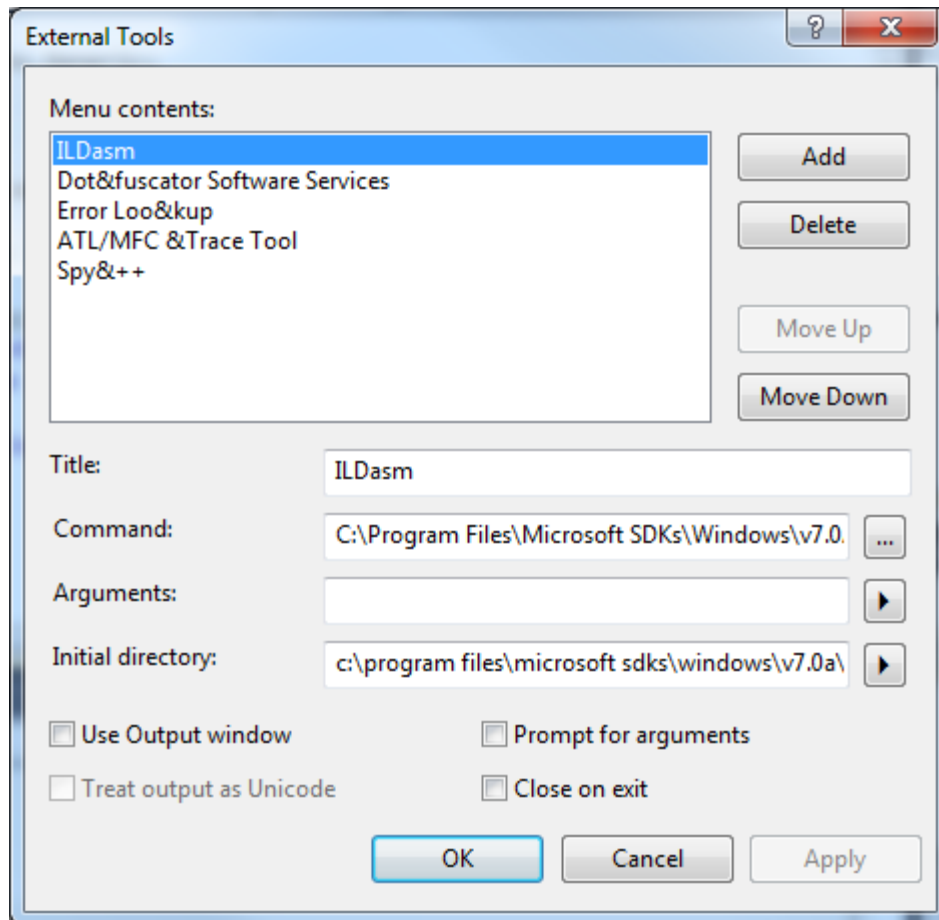 External Tools
Menu contents:
ILDasm
Dot&fuscator Software Services
Error Loo&kup
ATL/MFC &Trace Tool
Spy&++
Add
Delete
Move Up
Move Down
Title:
ILDasm
Command:
C:\Program Files\Microsoft SDKs\Windows\v7.0.
...
Arguments:
Initial directory:
c:\program files\microsoft sdks\windows\v7.0a\
Use Output window
Prompt for arguments
Treat output as Unicode
Close on exit
OK
Cancel
Apply